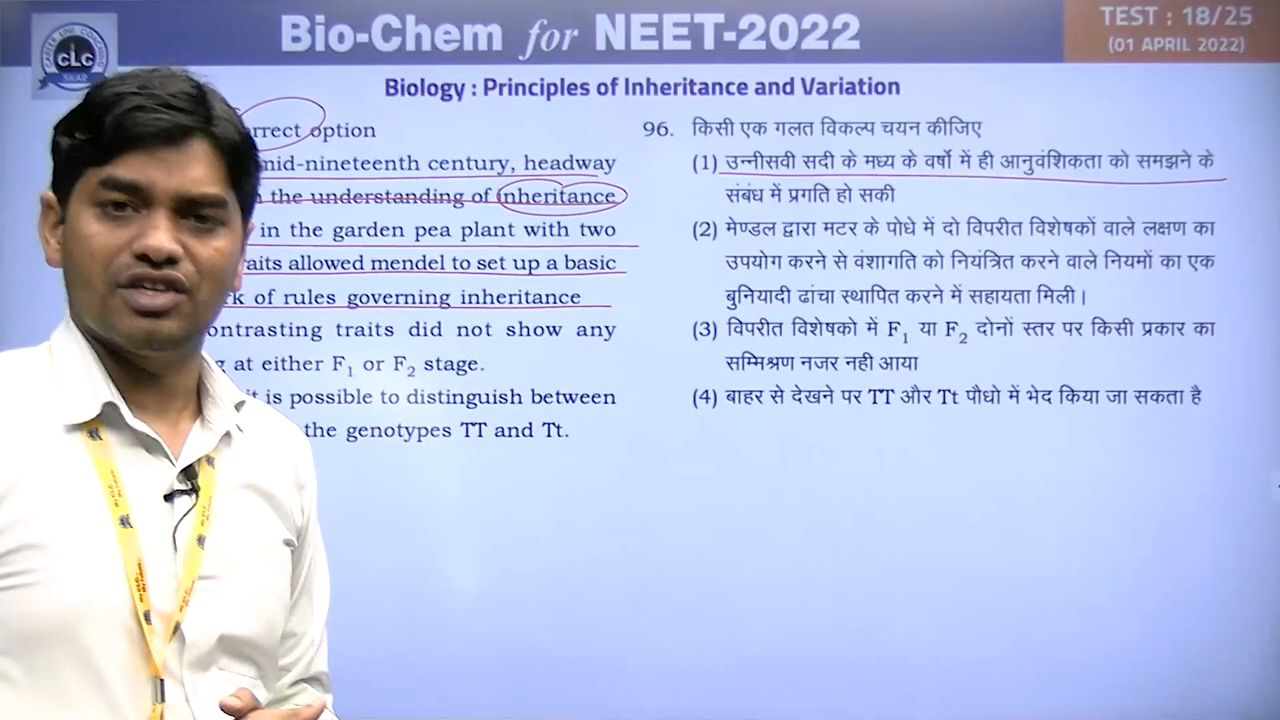 Bio-Chem for NEET-2022
TEST : 18/25
(01 APRIL 2022)
CLC
SIKAR
Biology : Principles of Inheritance and Variation
rrect option
mid-nineteenth century, headway
the understanding of inheritance
in the garden pea plant with two
raits allowed mendel to set up a basic
rk of rules governing inheritance
ontrasting traits did not show any
g at either F₁ or F₂ stage.
it is possible to distinguish between
the genotypes TT and Tt.
96. किसी एक गलत विकल्प चयन कीजिए
(1) उन्नीसवी सदी के मध्य के वर्षो में ही आनुवंशिकता को समझने के
संबंध में प्रगति हो सकी
(2) मेण्डल द्वारा मटर के पोधे में दो विपरीत विशेषकों वाले लक्षण का
उपयोग करने से वंशागति को नियंत्रित करने वाले नियमों का एक
बुनियादी ढांचा स्थापित करने में सहायता मिली।
(3) विपरीत विशेषको में F₁ या F₂ दोनों स्तर पर किसी प्रकार का
सम्मिश्रण नजर नही आया
(4) बाहर से देखने पर TT और Tt पौधो में भेद किया जा सकता है